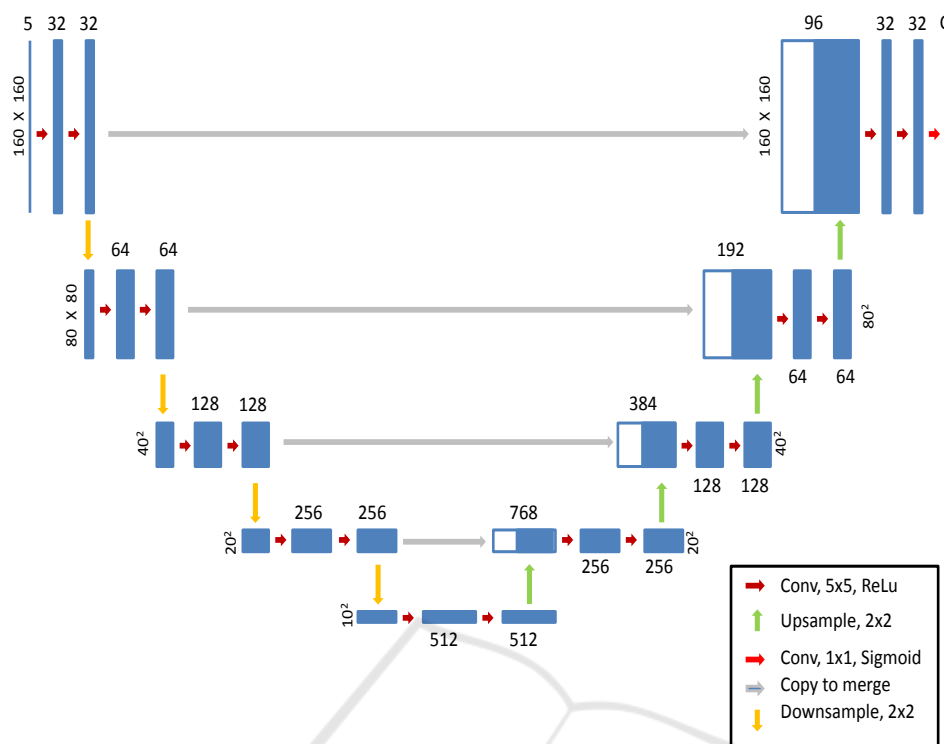 5 32 32 96 32 32
160 X 160 160 X 160
64 64 192
80 X 80 80²
64 64
128 128 384
40² 40²
128 128
256 256 768
20² 20²
256 256
10²
512 512
Conv, 5x5, ReLu
Upsample, 2x2
Conv, 1x1, Sigmoid
Copy to merge
Downsample, 2x2